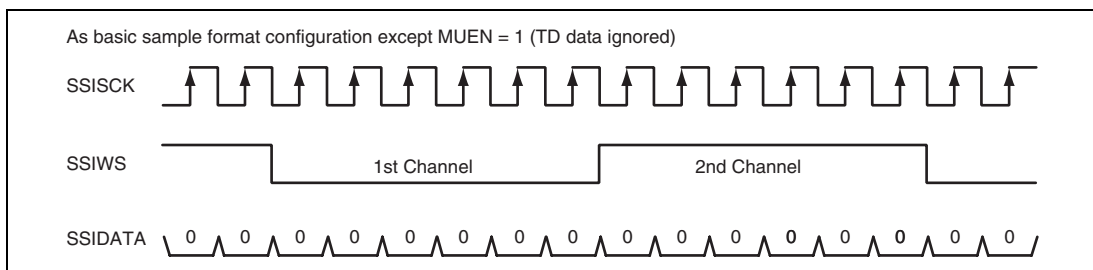 As basic sample format configuration except MUEN = 1 (TD data ignored)
SSISCK
SSIWS 1st Channel 2nd Channel
SSIDATA 0 0 0 0 0 0 0 0 0 0 0 0 0 0 0 0